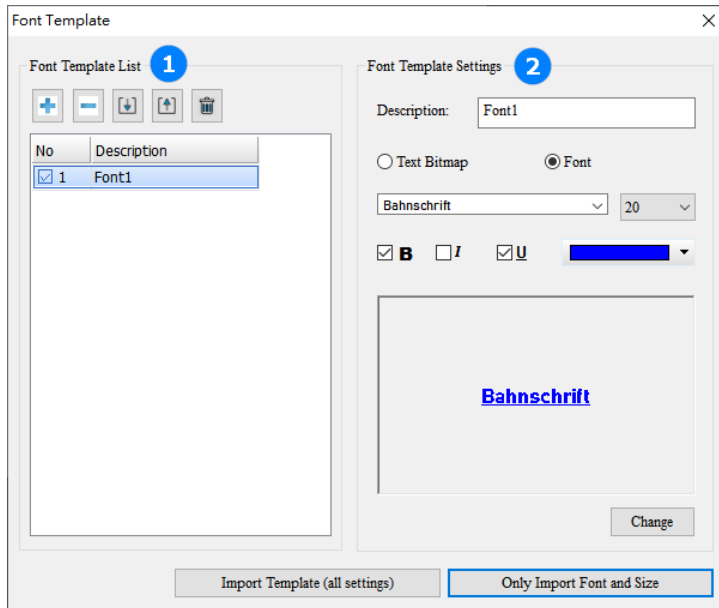 Font Template
Font Template List 1
No Description
1 Font1
Font Template Settings 2
Description: Font1
Text Bitmap Font
Bahnschrift 20
B I U
Bahnschrift
Change
Import Template (all settings) Only Import Font and Size